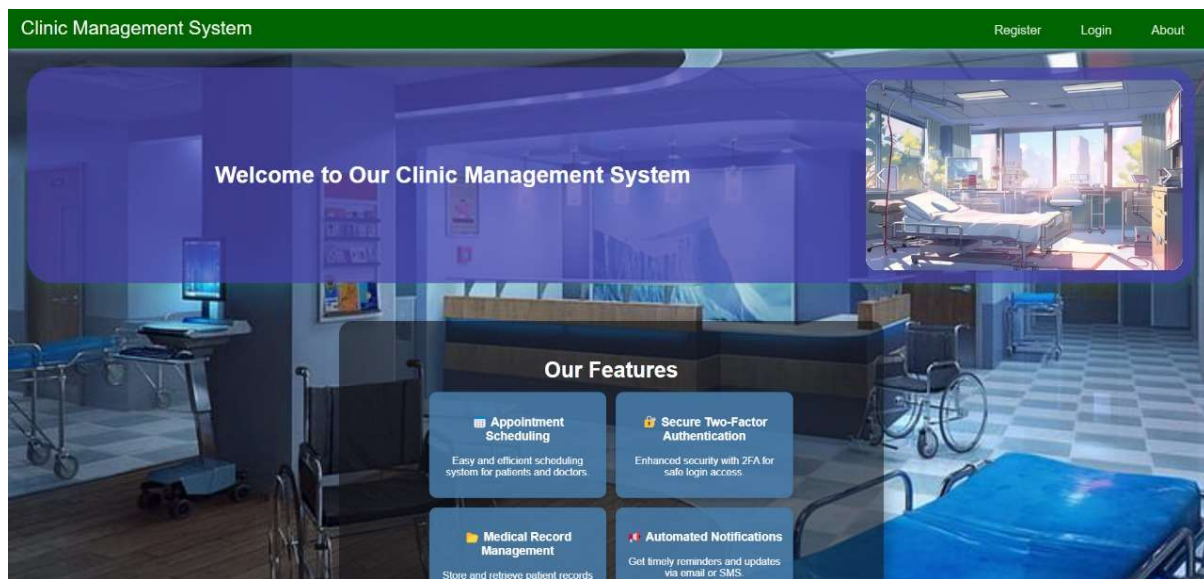 Clinic Management System
Register
Login
About
Welcome to Our Clinic Management System
Our Features
Appointment
Scheduling
Easy and efficient scheduling
system for patients and doctors.
Secure Two-Factor
Authentication
Enhanced security with 2FA for
safe login access.
Medical Record
Management
Store and retrieve patient records
Automated Notifications
Get timely reminders and updates
via email or SMS.